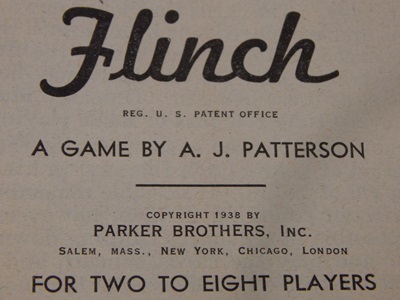 Flinch
REG. U. S. PATENT OFFICE
A GAME BY A. J. PATTERSON
COPYRIGHT 1938 BY
PARKER BROTHERS, INC.
SALEM, MASS., NEW YORK, CHICAGO, LONDON
FOR TWO TO EIGHT PLAYERS